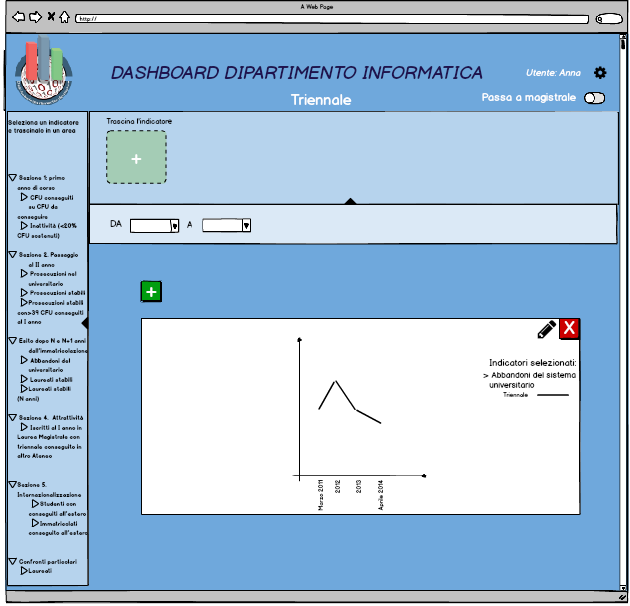 A Web Page
http://
DASHBOARD DIPARTIMENTO INFORMATICA
Utente: Anna
Triennale
Passa a magistrale
Seleziona un indicatore
e trascinalo in un area
Sezione 1: primo
anno di corso
CFU conseguiti
su CFU da
conseguire
Inattività (<20%
CFU sostenuti)
Sezione 2. Passaggio
al II anno
Prosecuzioni nel
universitario
Prosecuzioni stabili
Prosecuzioni stabili
con>39 CFU conseguiti
al I anno
Esito dopo N e N+1 anni
dall'immatricolazione
Abbandoni del
universitario
Laureati stabili
Laureati stabili
(N anni)
Sezione 4. Attrattività
Iscritti al I anno in
Laurea Magistrale con
triennale conseguito in
altro Ateneo
Sezione 5.
Internazionalizzazione
Studenti con
conseguiti all'estero
Immatricolati
conseguito all'estero
Confronti particolari
Laureati
Trascina l'indicatore
+
DA
A
+
X
Indicatori selezionati:
> Abbandoni del sistema
universitario
Triennale
Marzo 2011
2012
2013
Aprile 2014